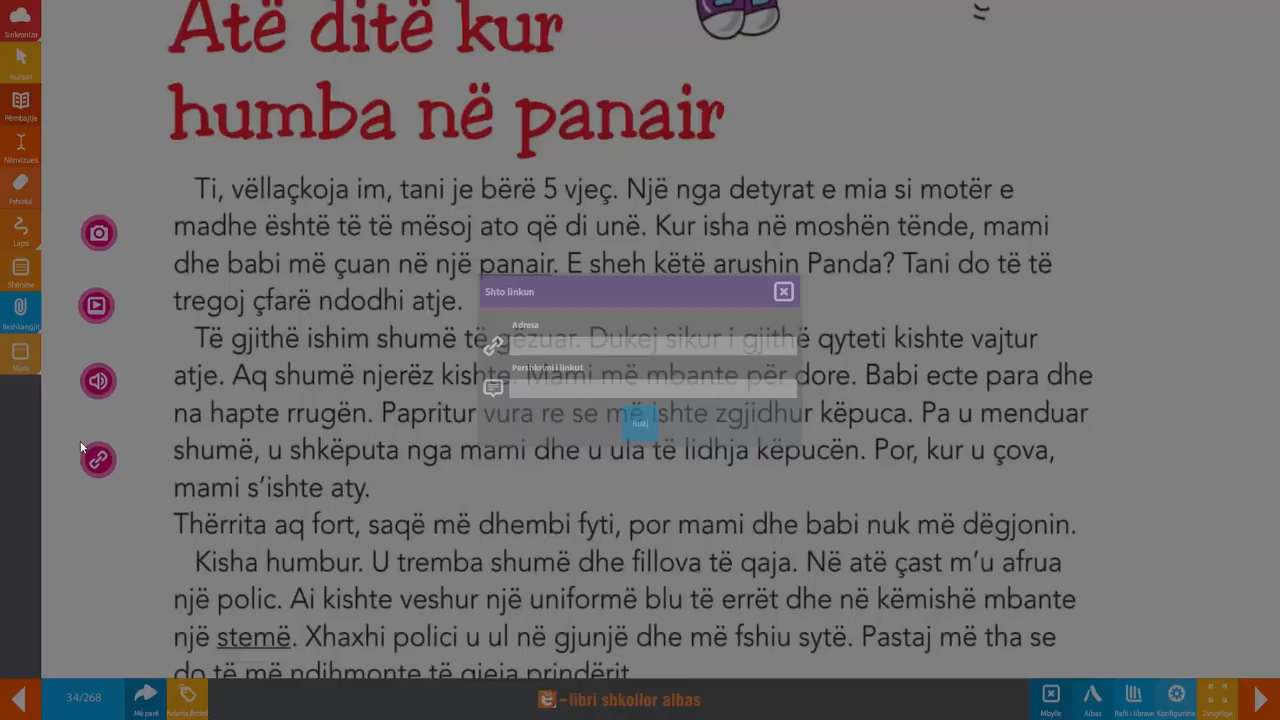 Sinkronizo
Atë ditë kur
Kursori
humba në panair
Përmbajtja
Nënvizues
Ti, vëllaçkoja im, tani je bërë 5 vjeç. Një nga detyrat e mia si motër e
madhe është të të mësoj ato që di unë. Kur isha në moshën tënde, mami
Lapsi
dhe babi më çuan në një panair. E sheh këtë arushin Panda? Tani do të të
Shënime
Shto linkun
tregoj çfarë ndodhi atje.
Bashkangjit
Adresa
Të gjithë ishim shumë të gëzuar. Dukej sikur i gjithë qyteti kishte vajtur
Pershkrimi i linkut
atje. Aq shumë njerëz kishte. Mami më mbante për dore. Babi ecte para dhe
na hapte rrugën. Papritur vura re se më ishte zgjidhur këpuca. Pa u menduar
Ruaj
shumë, u shkëputa nga mami dhe u ula të lidhja këpucën. Por, kur u çova,
mami s’ishte aty.
Thërrita aq fort, saqë më dhembi fyti, por mami dhe babi nuk më dëgjonin.
Kisha humbur. U tremba shumë dhe fillova të qaja. Në atë çast m’u afrua
një polic. Ai kishte veshur një uniformë blu të errët dhe në këmishë mbante
një stemë. Xhaxhi polici u ul në gjunjë dhe më fshiu sytë. Pastaj më tha se
do të më ndihmonte të gjeja prindërit.
34/268
Më parë
ë-libri shkollor albas
Mbylle
Albas
Rafti i librave
Konfigurime